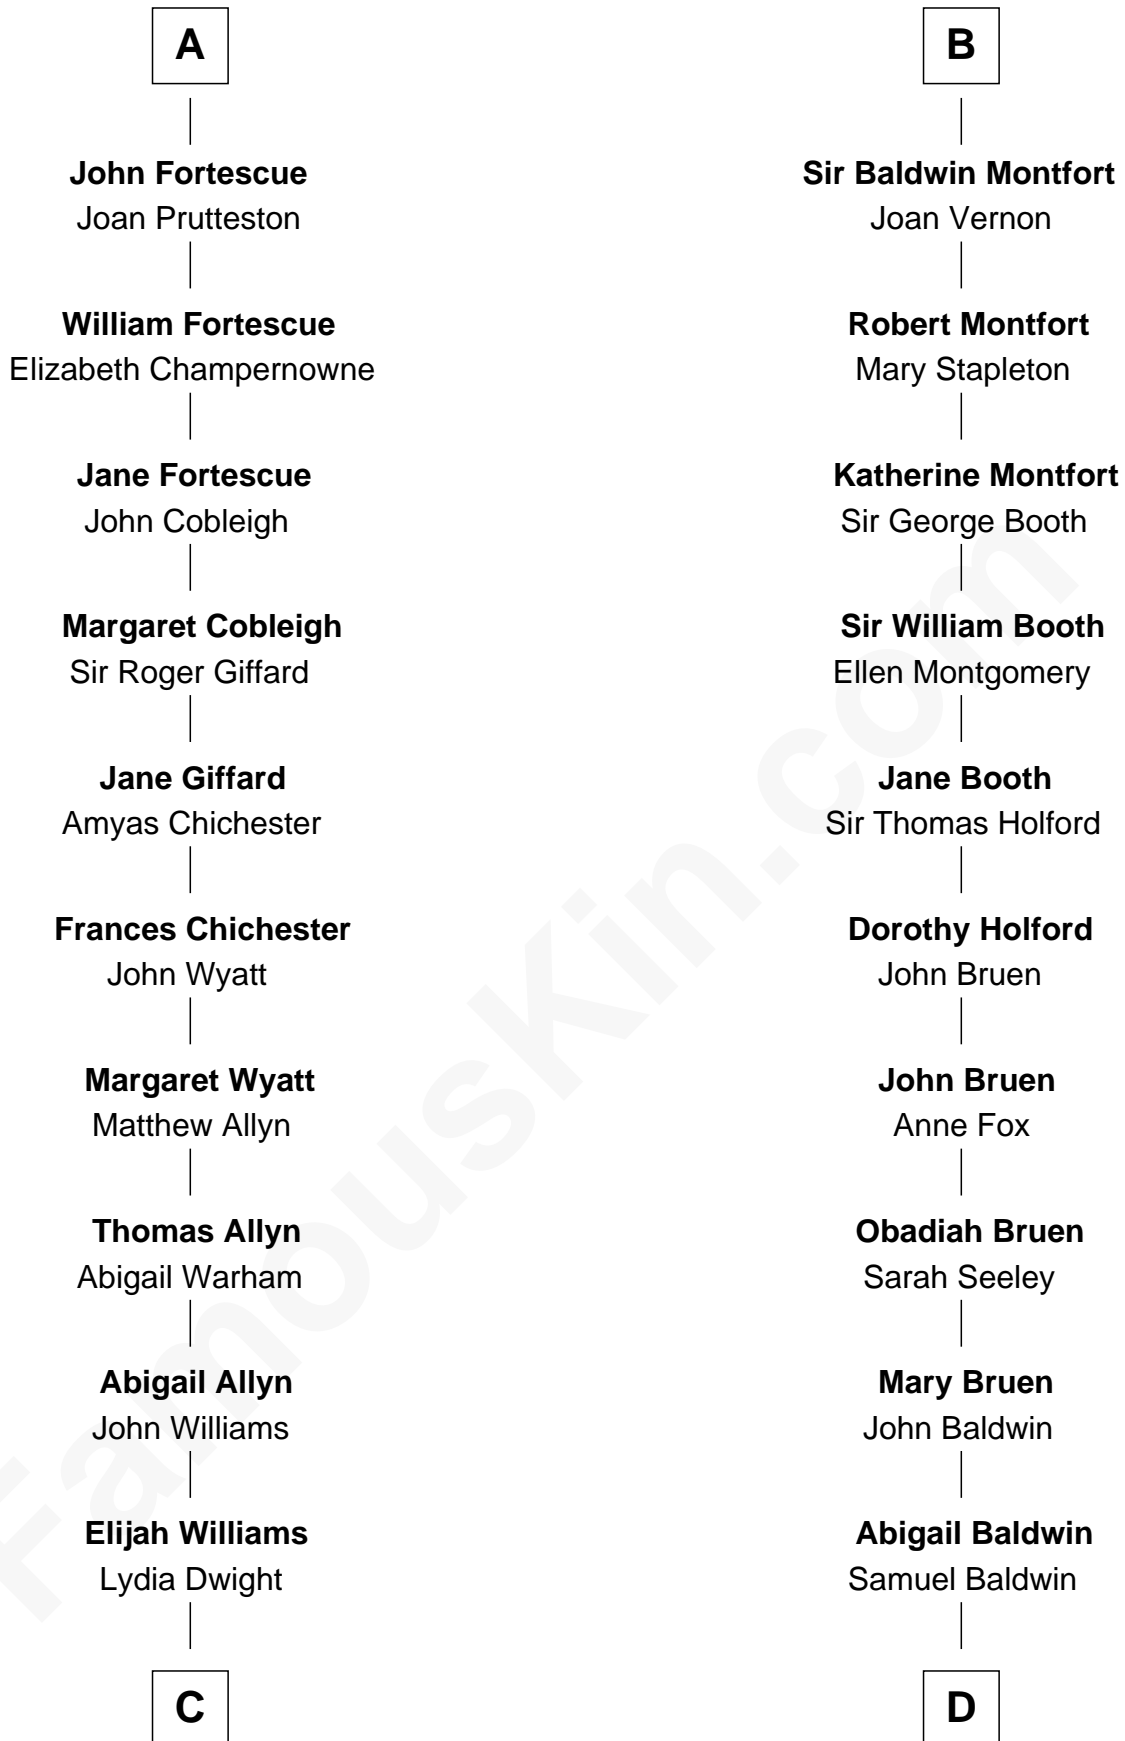 A
John Fortescue
Joan Prutteston
William Fortescue
Elizabeth Champernowne
Jane Fortescue
John Cobleigh
Margaret Cobleigh
Sir Roger Giffard
Jane Giffard
Amyas Chichester
Frances Chichester
John Wyatt
Margaret Wyatt
Matthew Allyn
Thomas Allyn
Abigail Warham
Abigail Allyn
John Williams
Elijah Williams
Lydia Dwight
C
B
Sir Baldwin Montfort
Joan Vernon
Robert Montfort
Mary Stapleton
Katherine Montfort
Sir George Booth
Sir William Booth
Ellen Montgomery
Jane Booth
Sir Thomas Holford
Dorothy Holford
John Bruen
John Bruen
Anne Fox
Obadiah Bruen
Sarah Seeley
Mary Bruen
John Baldwin
Abigail Baldwin
Samuel Baldwin
D
FamousKin.com